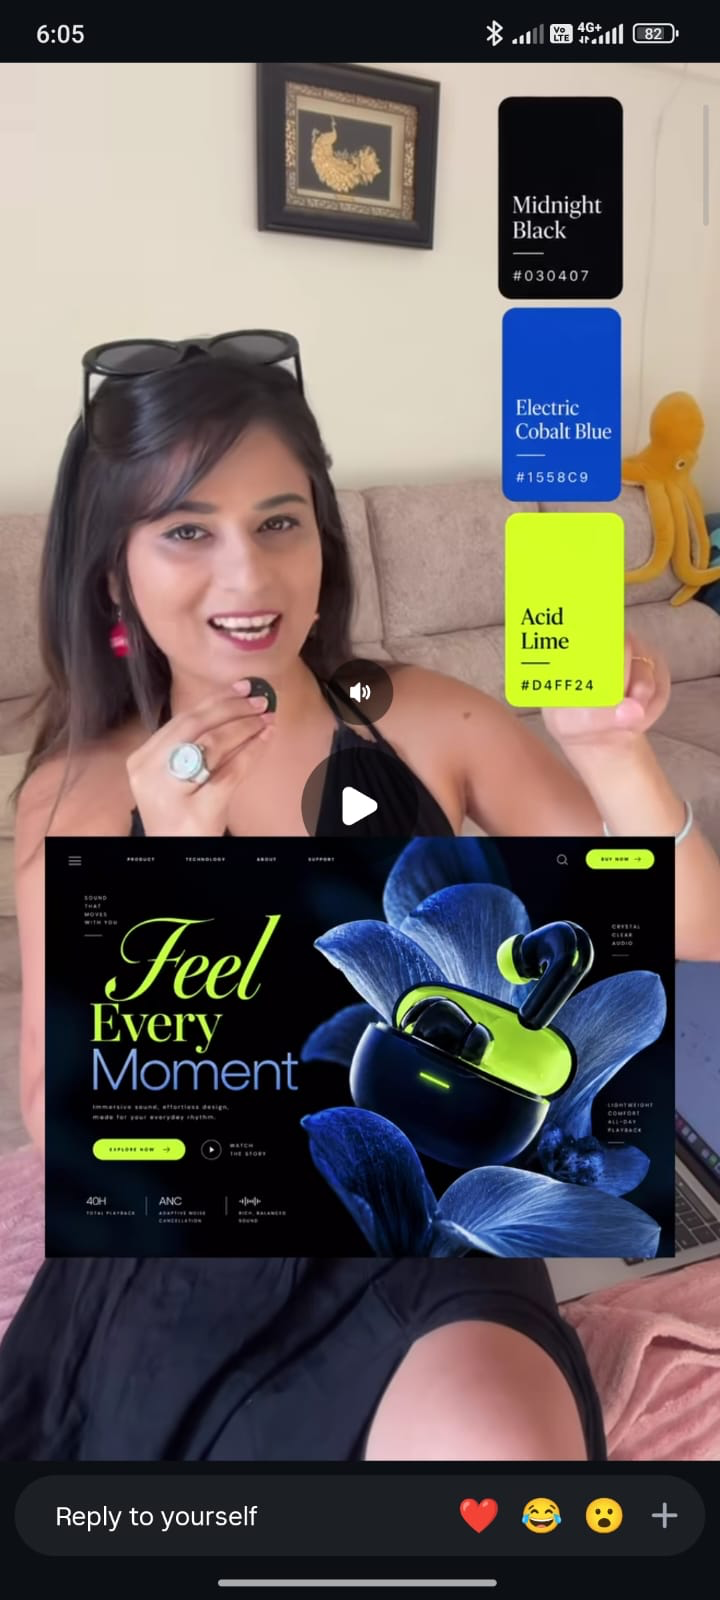 6:05
Vo
LTE
4G+
82
Midnight
Black
#030407
Electric
Cobalt Blue
#1558C9
Acid
Lime
#D4FF24
PRODUCT
TECHNOLOGY
ABOUT
SUPPORT
BUY NOW
SOUND
THAT
MOVES
WITH YOU
Feel
Every
Moment
CRYSTAL
CLEAR
AUDIO
Immersive sound, effortless design,
made for your everyday rhythm.
LIGHTWEIGHT
COMFORT
ALL-DAY
PLAYBACK
EXPLORE NOW
WATCH
THE STORY
40H
TOTAL PLAYBACK
ANC
ADAPTIVE NOISE
CANCELLATION
RICH, BALANCED
SOUND
Reply to yourself